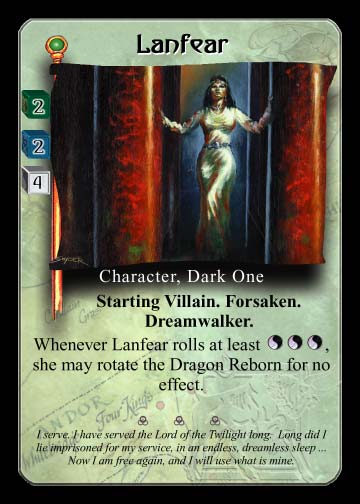 Lanfear
2
2
4
Character, Dark One
Starting Villain. Forsaken.
Dreamwalker.
Whenever Lanfear rolls at least
she may rotate the Dragon Reborn for no
effect.
I serve. I have served the Lord of the Twilight long. Long did I
lie imprisoned for my service, in an endless, dreamless sleep ...
Now I am free again, and I will use what is mine.